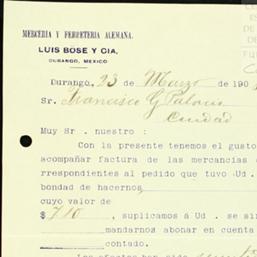 MERCERIA Y FERRETERIA ALEMANA.
LUIS BOSE Y CIA,
DURANGO, MEXICO
Durango, 23 de Marzo de 190
Sr. Francisco G Palacio
Ciudad
Muy Sr. nuestro:
Con la presente tenemos el gusto
acompañar factura de las mercancias
rrespondientes al pedido que tuvo Ud.
bondad de hacernos
cuyo valor de
$ 7.10, suplicamos á Ud. se si
mandarnos abonar en cuenta
contado.